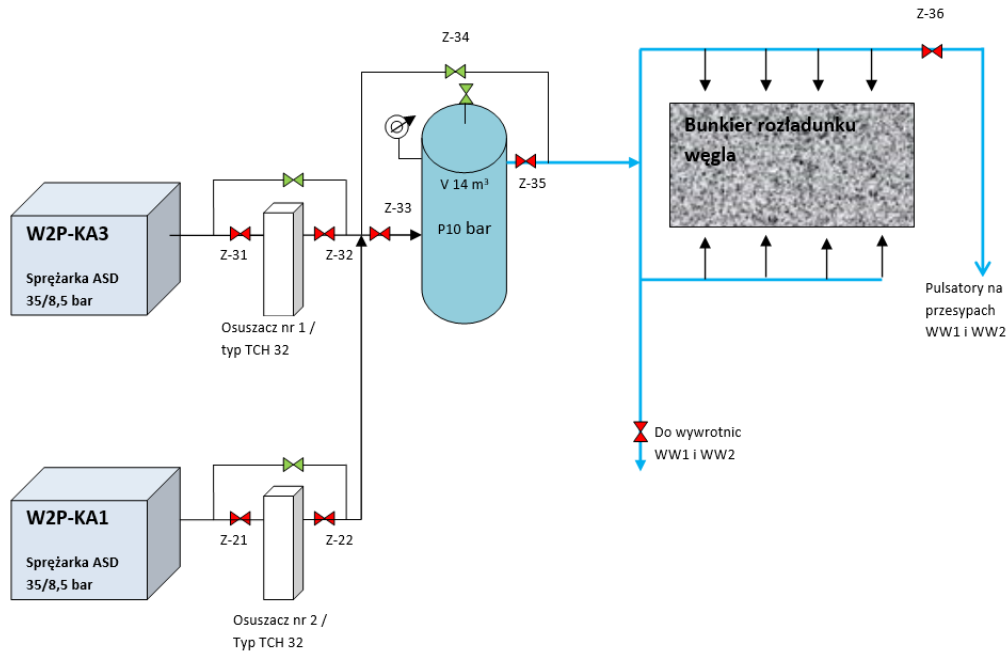 Z-36
Z-34
Bunkier rozładunku
węgla
Z-35
V 14 m³
P10 bar
Z-33
W2P-KA3
Sprężarka ASD
35/8,5 bar
Z-31
Z-32
Osuszacz nr 1 /
typ TCH 32
Pulsatory na
przesypach
WW1 i WW2
Do wywrotnic
WW1 i WW2
W2P-KA1
Sprężarka ASD
35/8,5 bar
Z-21
Z-22
Osuszacz nr 2 /
Typ TCH 32